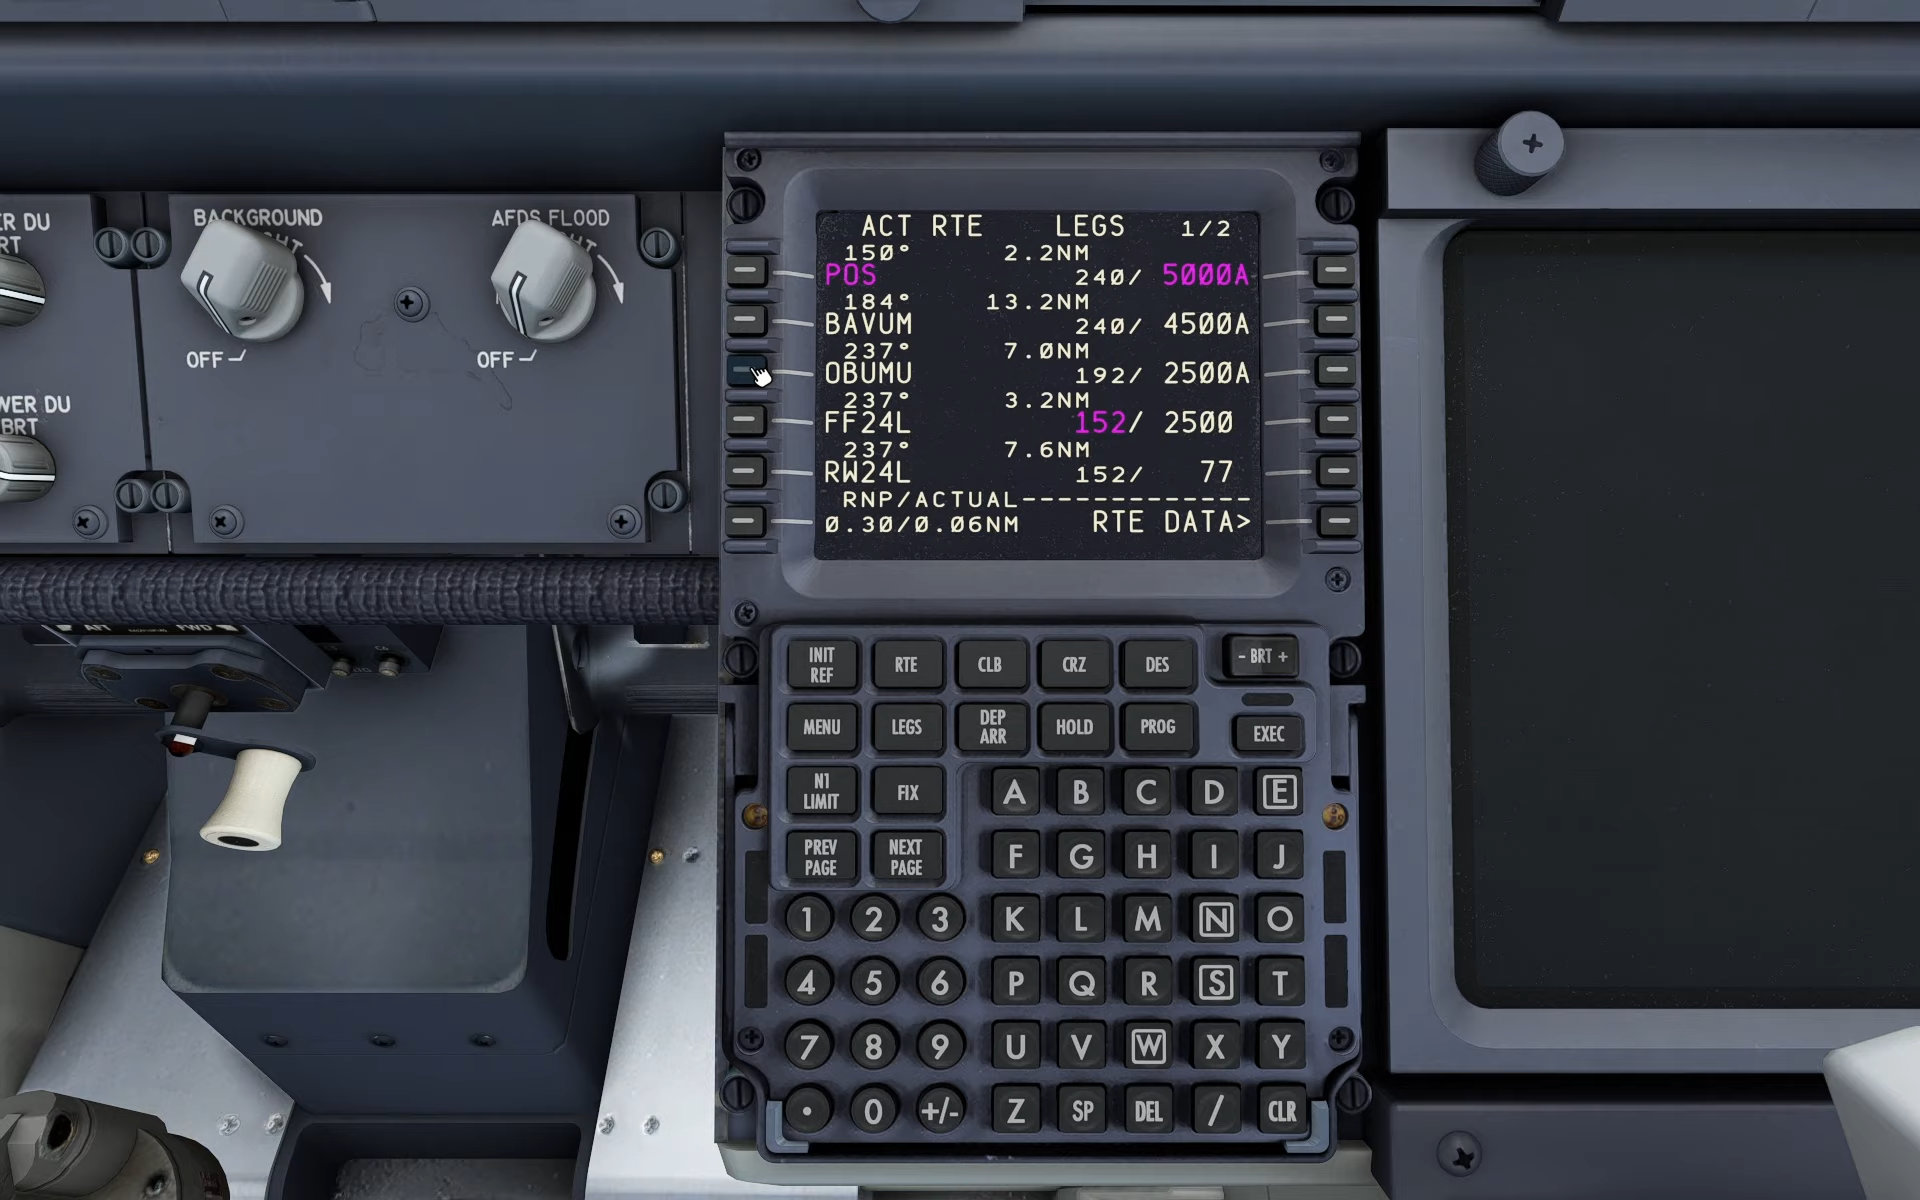 ER DU
RT
BACKGROUND
AFDS FLOOD
OFF
OFF
WER DU
BRT
AFT
FWD
ACT RTE LEGS 1/2
150° 2.2NM
POS 240/ 5000A
184° 13.2NM
BAVUM 240/ 4500A
237° 7.0NM
OBUMU 192/ 2500A
237° 3.2NM
FF24L 152/ 2500
237° 7.6NM
RW24L 152/ 77
RNP/ACTUAL-------------
0.30/0.06NM RTE DATA>
INIT REF RTE CLB CRZ DES - BRT +
MENU LEGS DEP ARR HOLD PROG EXEC
N1 LIMIT FIX
PREV PAGE NEXT PAGE
A B C D E
F G H I J
1 2 3 K L M N O
4 5 6 P Q R S T
7 8 9 U V W X Y
. 0 +/- Z SP DEL / CLR